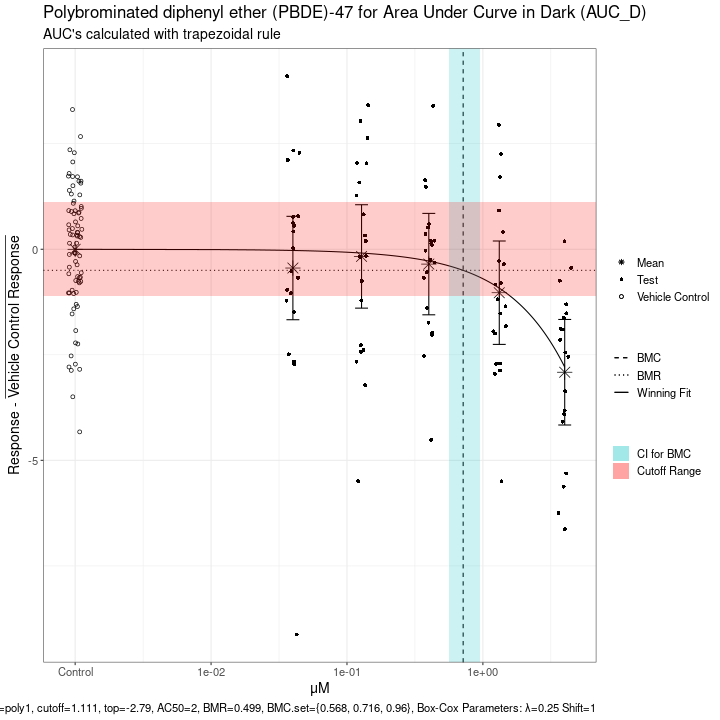 Polybrominated diphenyl ether (PBDE)-47 for Area Under Curve in Dark (AUC_D)
AUC's calculated with trapezoidal rule
Response - Vehicle Control Response
0
-5
Control
1e-02
1e-01
1e+00
μM
Mean
Test
Vehicle Control
BMC
BMR
Winning Fit
CI for BMC
Cutoff Range
=poly1, cutoff=1.111, top=-2.79, AC50=2, BMR=0.499, BMC.set={0.568, 0.716, 0.96}, Box-Cox Parameters: λ=0.25 Shift=1